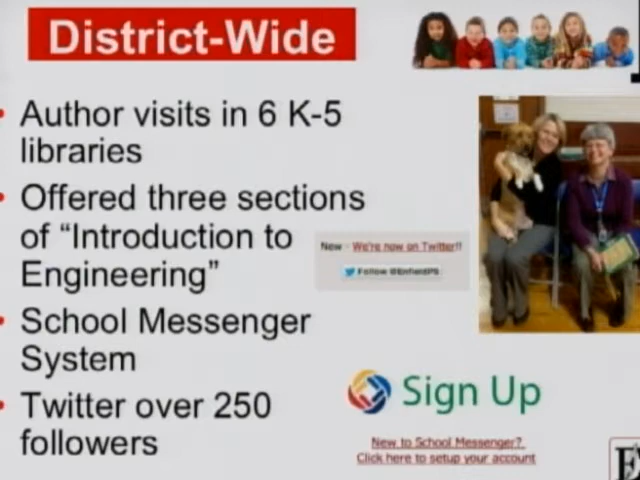 District-Wide
• Author visits in 6 K-5
libraries
• Offered three sections
of “Introduction to
Engineering”
• School Messenger
System
• Twitter over 250
followers
New - We're now on Twitter!!
Follow @EnfieldPS
Sign Up
New to School Messenger?
Click here to setup your account
E